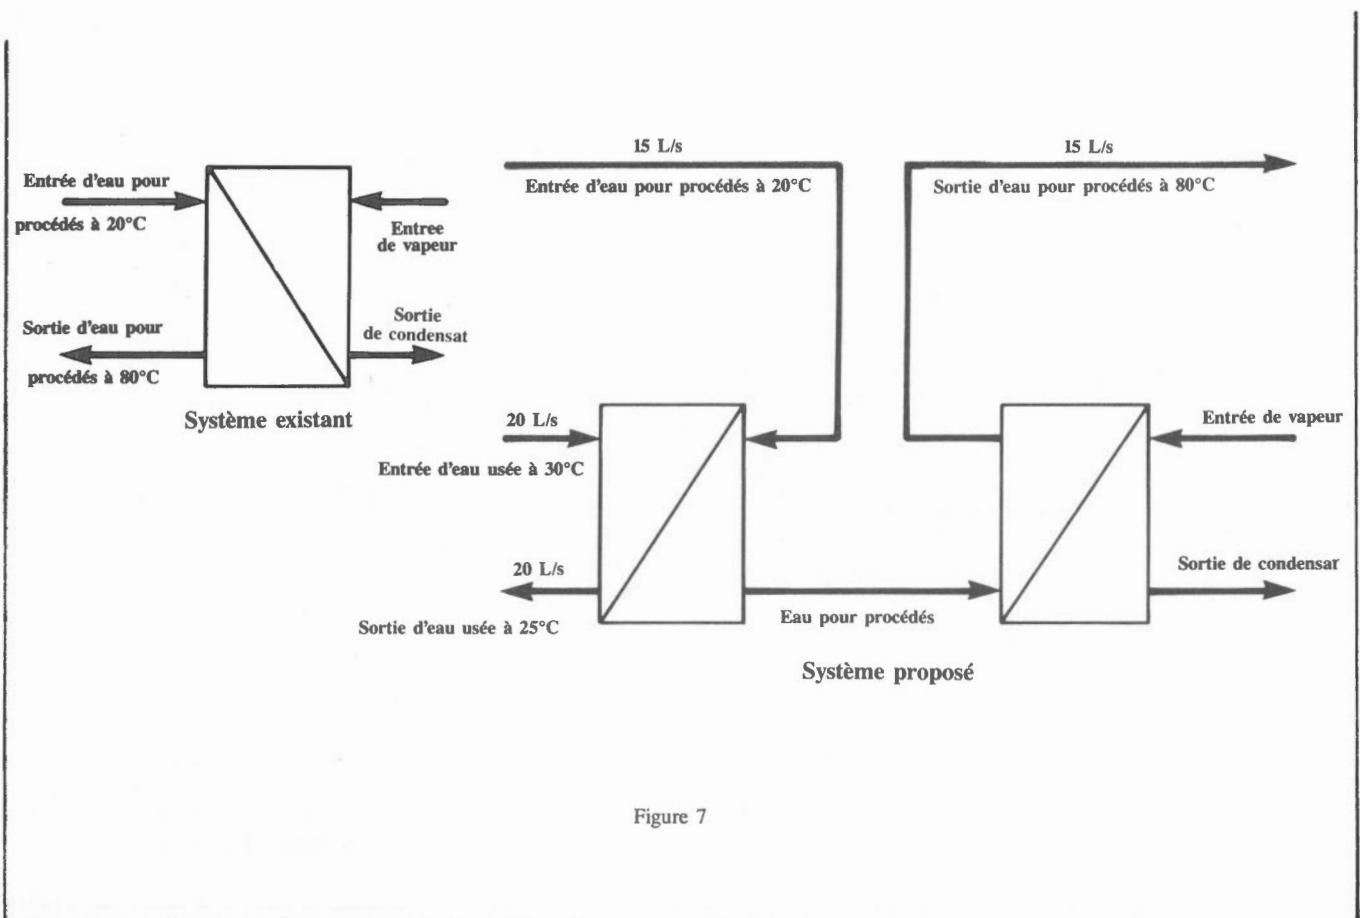 Entrée d'eau pour
procédés à 20°C
Entree
de vapeur
Sortie d'eau pour
procédés à 80°C
Sortie
de condensat
Système existant
15 L/s
Entrée d'eau pour procédés à 20°C
15 L/s
Sortie d'eau pour procédés à 80°C
20 L/s
Entrée d'eau usée à 30°C
Entrée de vapeur
20 L/s
Sortie d'eau usée à 25°C
Eau pour procédés
Sortie de condensar
Système proposé
Figure 7